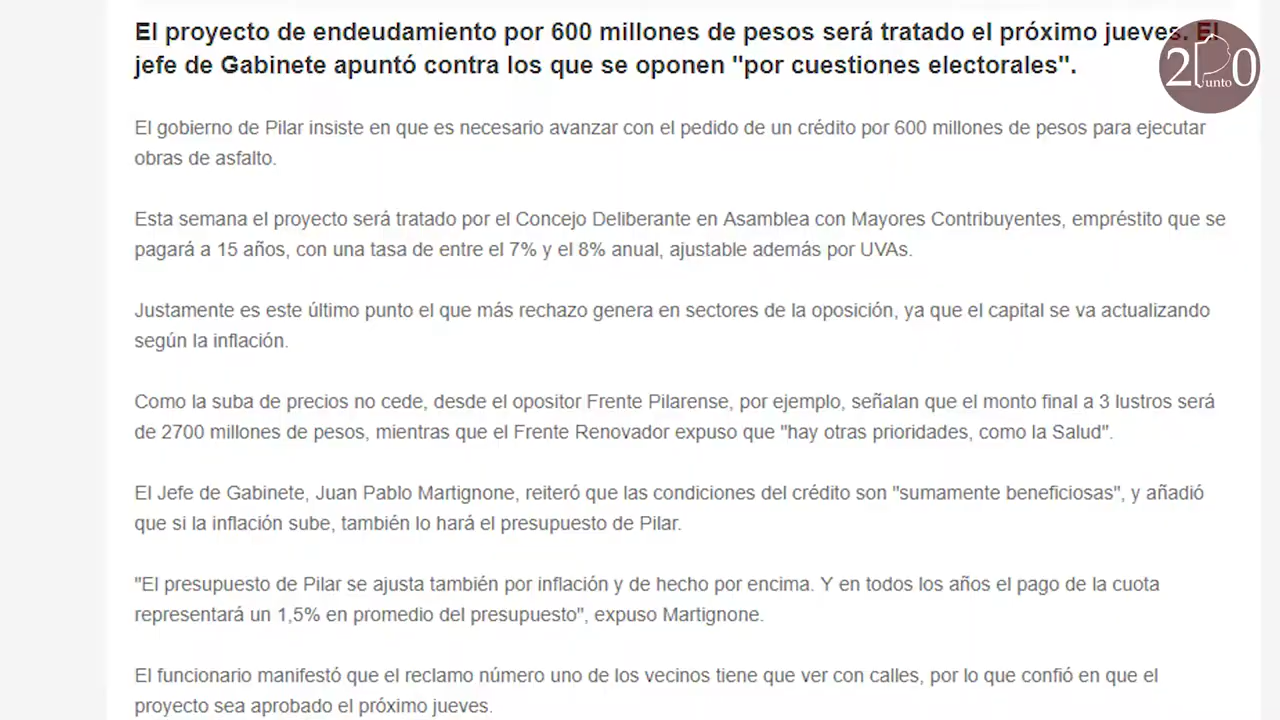 El proyecto de endeudamiento por 600 millones de pesos será tratado el próximo jueves. El
jefe de Gabinete apuntó contra los que se oponen "por cuestiones electorales".
2P0
unto
El gobierno de Pilar insiste en que es necesario avanzar con el pedido de un crédito por 600 millones de pesos para ejecutar
obras de asfalto.
Esta semana el proyecto será tratado por el Concejo Deliberante en Asamblea con Mayores Contribuyentes, empréstito que se
pagará a 15 años, con una tasa de entre el 7% y el 8% anual, ajustable además por UVAs.
Justamente es este último punto el que más rechazo genera en sectores de la oposición, ya que el capital se va actualizando
según la inflación.
Como la suba de precios no cede, desde el opositor Frente Pilarense, por ejemplo, señalan que el monto final a 3 lustros será
de 2700 millones de pesos, mientras que el Frente Renovador expuso que "hay otras prioridades, como la Salud".
El Jefe de Gabinete, Juan Pablo Martignone, reiteró que las condiciones del crédito son "sumamente beneficiosas", y añadió
que si la inflación sube, también lo hará el presupuesto de Pilar.
"El presupuesto de Pilar se ajusta también por inflación y de hecho por encima. Y en todos los años el pago de la cuota
representará un 1,5% en promedio del presupuesto", expuso Martignone.
El funcionario manifestó que el reclamo número uno de los vecinos tiene que ver con calles, por lo que confió en que el
proyecto sea aprobado el próximo jueves.